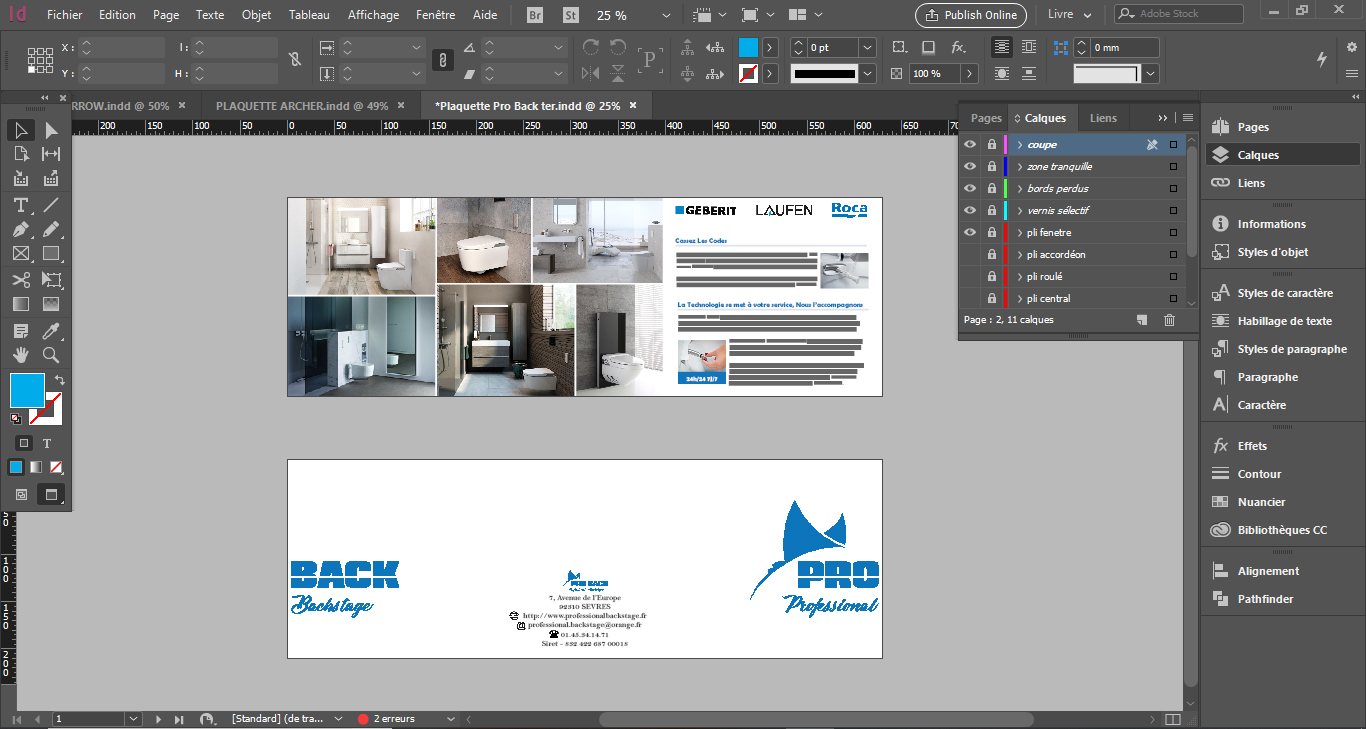 Id Fichier Edition Page Texte Objet Tableau Affichage Fenêtre Aide Br St 25 % Publish Online Livre Adobe Stock
X : I : 0 pt fx. 0 mm
Y : H : P 100 %
RROW.indd @ 50% × PLAQUETTE ARCHER.indd @ 49% × *Plaquette Pro Back ter.indd @ 25% ×
200 150 100 50 0 50 100 150 200 250 300 350 400 450 500 550 600 650 700
Pages Calques Liens
coupe
zone tranquille
bords perdus
vernis sélectif
pli fenetre
pli accordéon
pli roulé
pli central
Page : 2, 11 calques
Pages
Calques
Liens
Informations
Styles d'objet
Styles de caractère
Habillage de texte
Styles de paragraphe
Paragraphe
Caractère
Effets
Contour
Nuancier
Bibliothèques CC
Alignement
Pathfinder
GEBERIT LAUFEN Roca
Cassez Les Codes
La Technologie se met à votre service, Nous l'accompagnons
24h/24 7j/7
BACK
Backstage
PRO
Professional
PRO BACK
7, Avenue de l'Europe
92310 SEVRES
http://www.professionalbackstage.fr
professional.backstage@orange.fr
01.45.34.14.71
Siret - 832 422 687 00018
50
100
150
200
1 [Standard] (de tra... 2 erreurs